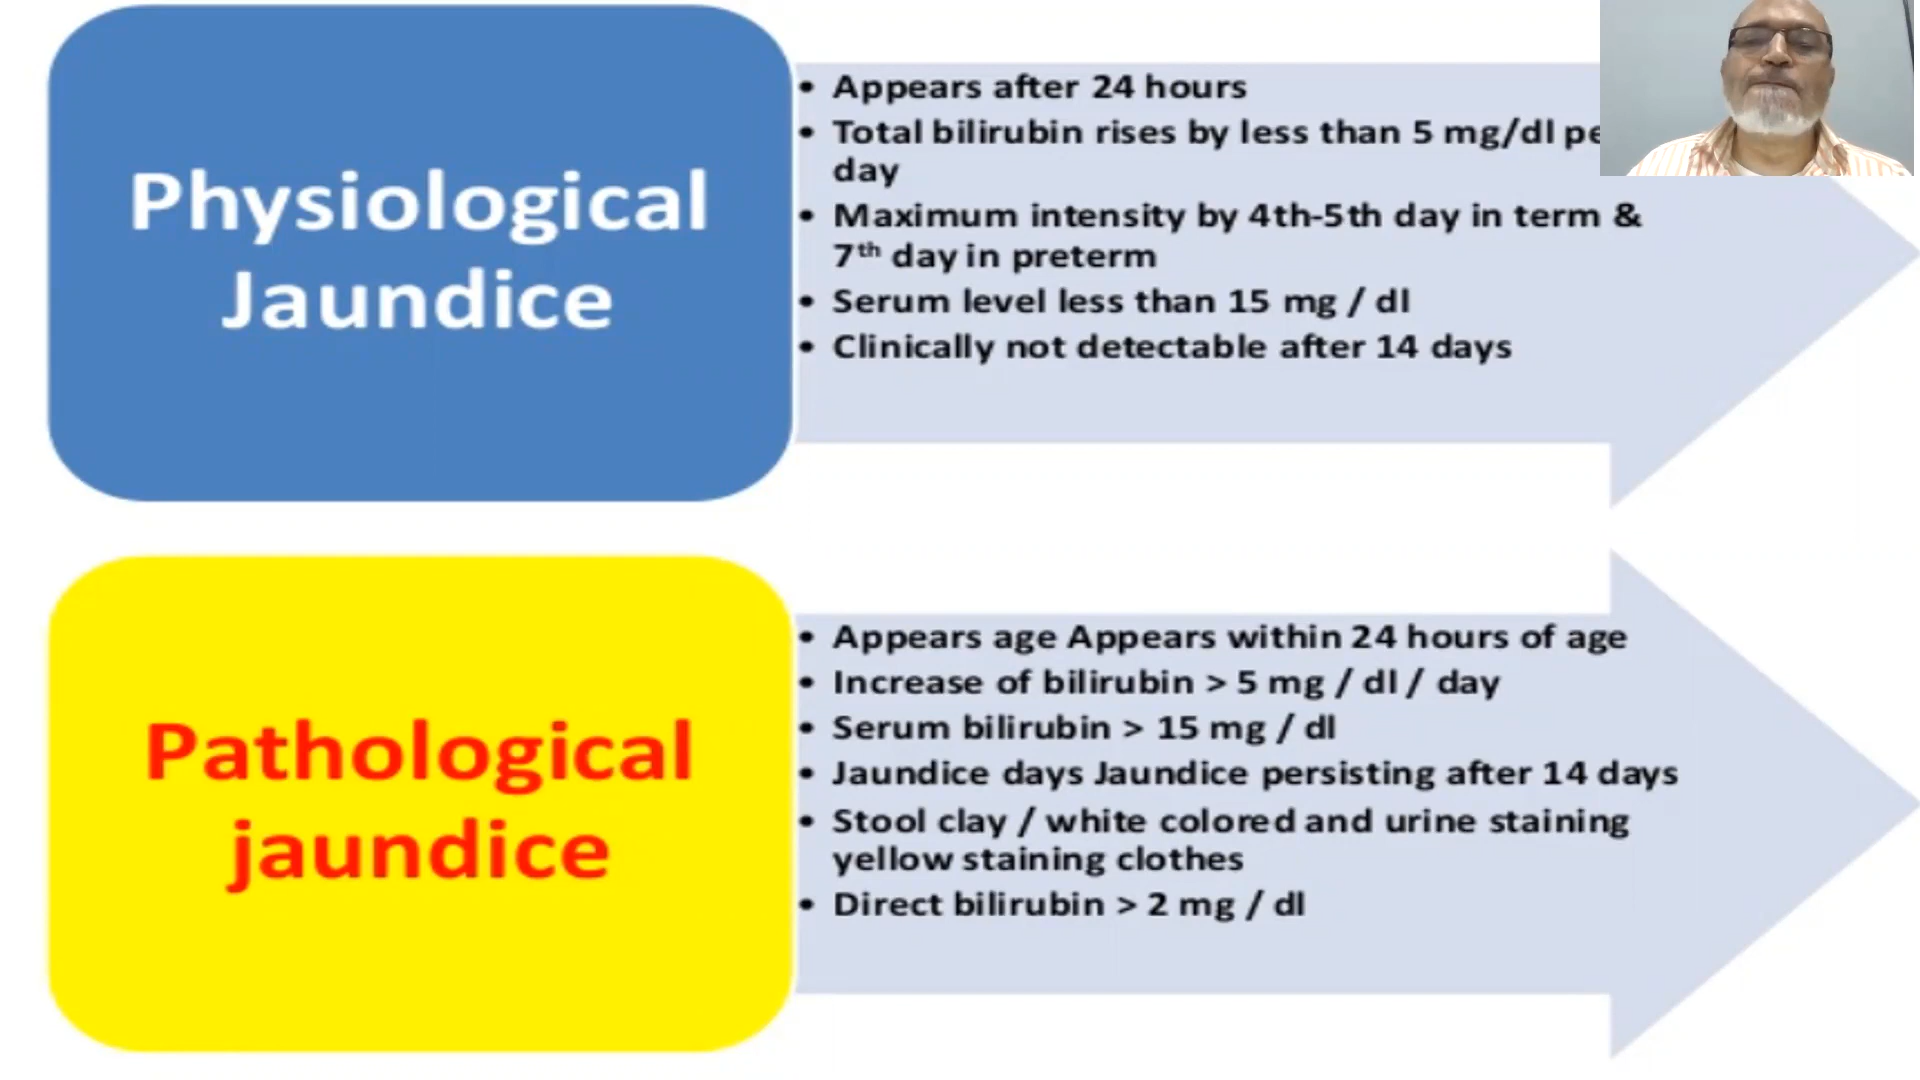 Physiological
Jaundice
• Appears after 24 hours
• Total bilirubin rises by less than 5 mg/dl pe
day
• Maximum intensity by 4th-5th day in term &
7th day in preterm
• Serum level less than 15 mg / dl
• Clinically not detectable after 14 days
Pathological
jaundice
• Appears age Appears within 24 hours of age
• Increase of bilirubin > 5 mg / dl / day
• Serum bilirubin > 15 mg / dl
• Jaundice days Jaundice persisting after 14 days
• Stool clay / white colored and urine staining
yellow staining clothes
• Direct bilirubin > 2 mg / dl